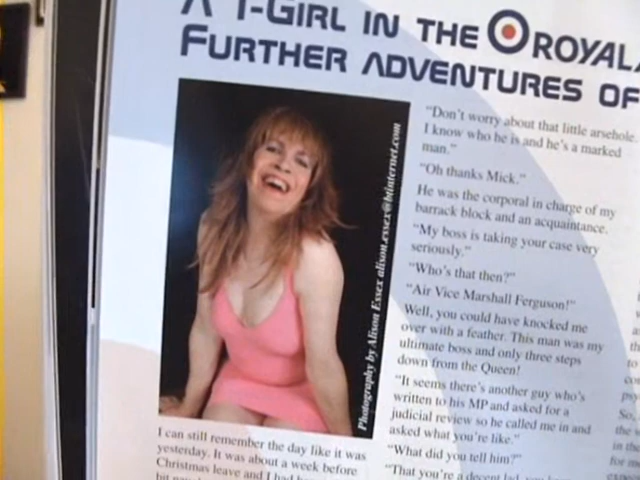 A T-GIRL IN THE ROYAL
FURTHER ADVENTURES OF
Photography by Alison Essex alison.essex@btinternet.com
I can still remember the day like it was
yesterday. It was about a week before
Christmas leave and I had
"Don't worry about that little arsehole.
I know who he is and he's a marked
man."
"Oh thanks Mick."
He was the corporal in charge of my
barrack block and an acquaintance.
"My boss is taking your case very
seriously."
"Who's that then?"
"Air Vice Marshall Ferguson!"
Well, you could have knocked me
over with a feather. This man was my
ultimate boss and only three steps
down from the Queen!
"It seems there's another guy who's
written to his MP and asked for a
judicial review so he called me in and
asked what you're like."
"What did you tell him?"
"That you're a decent lad,